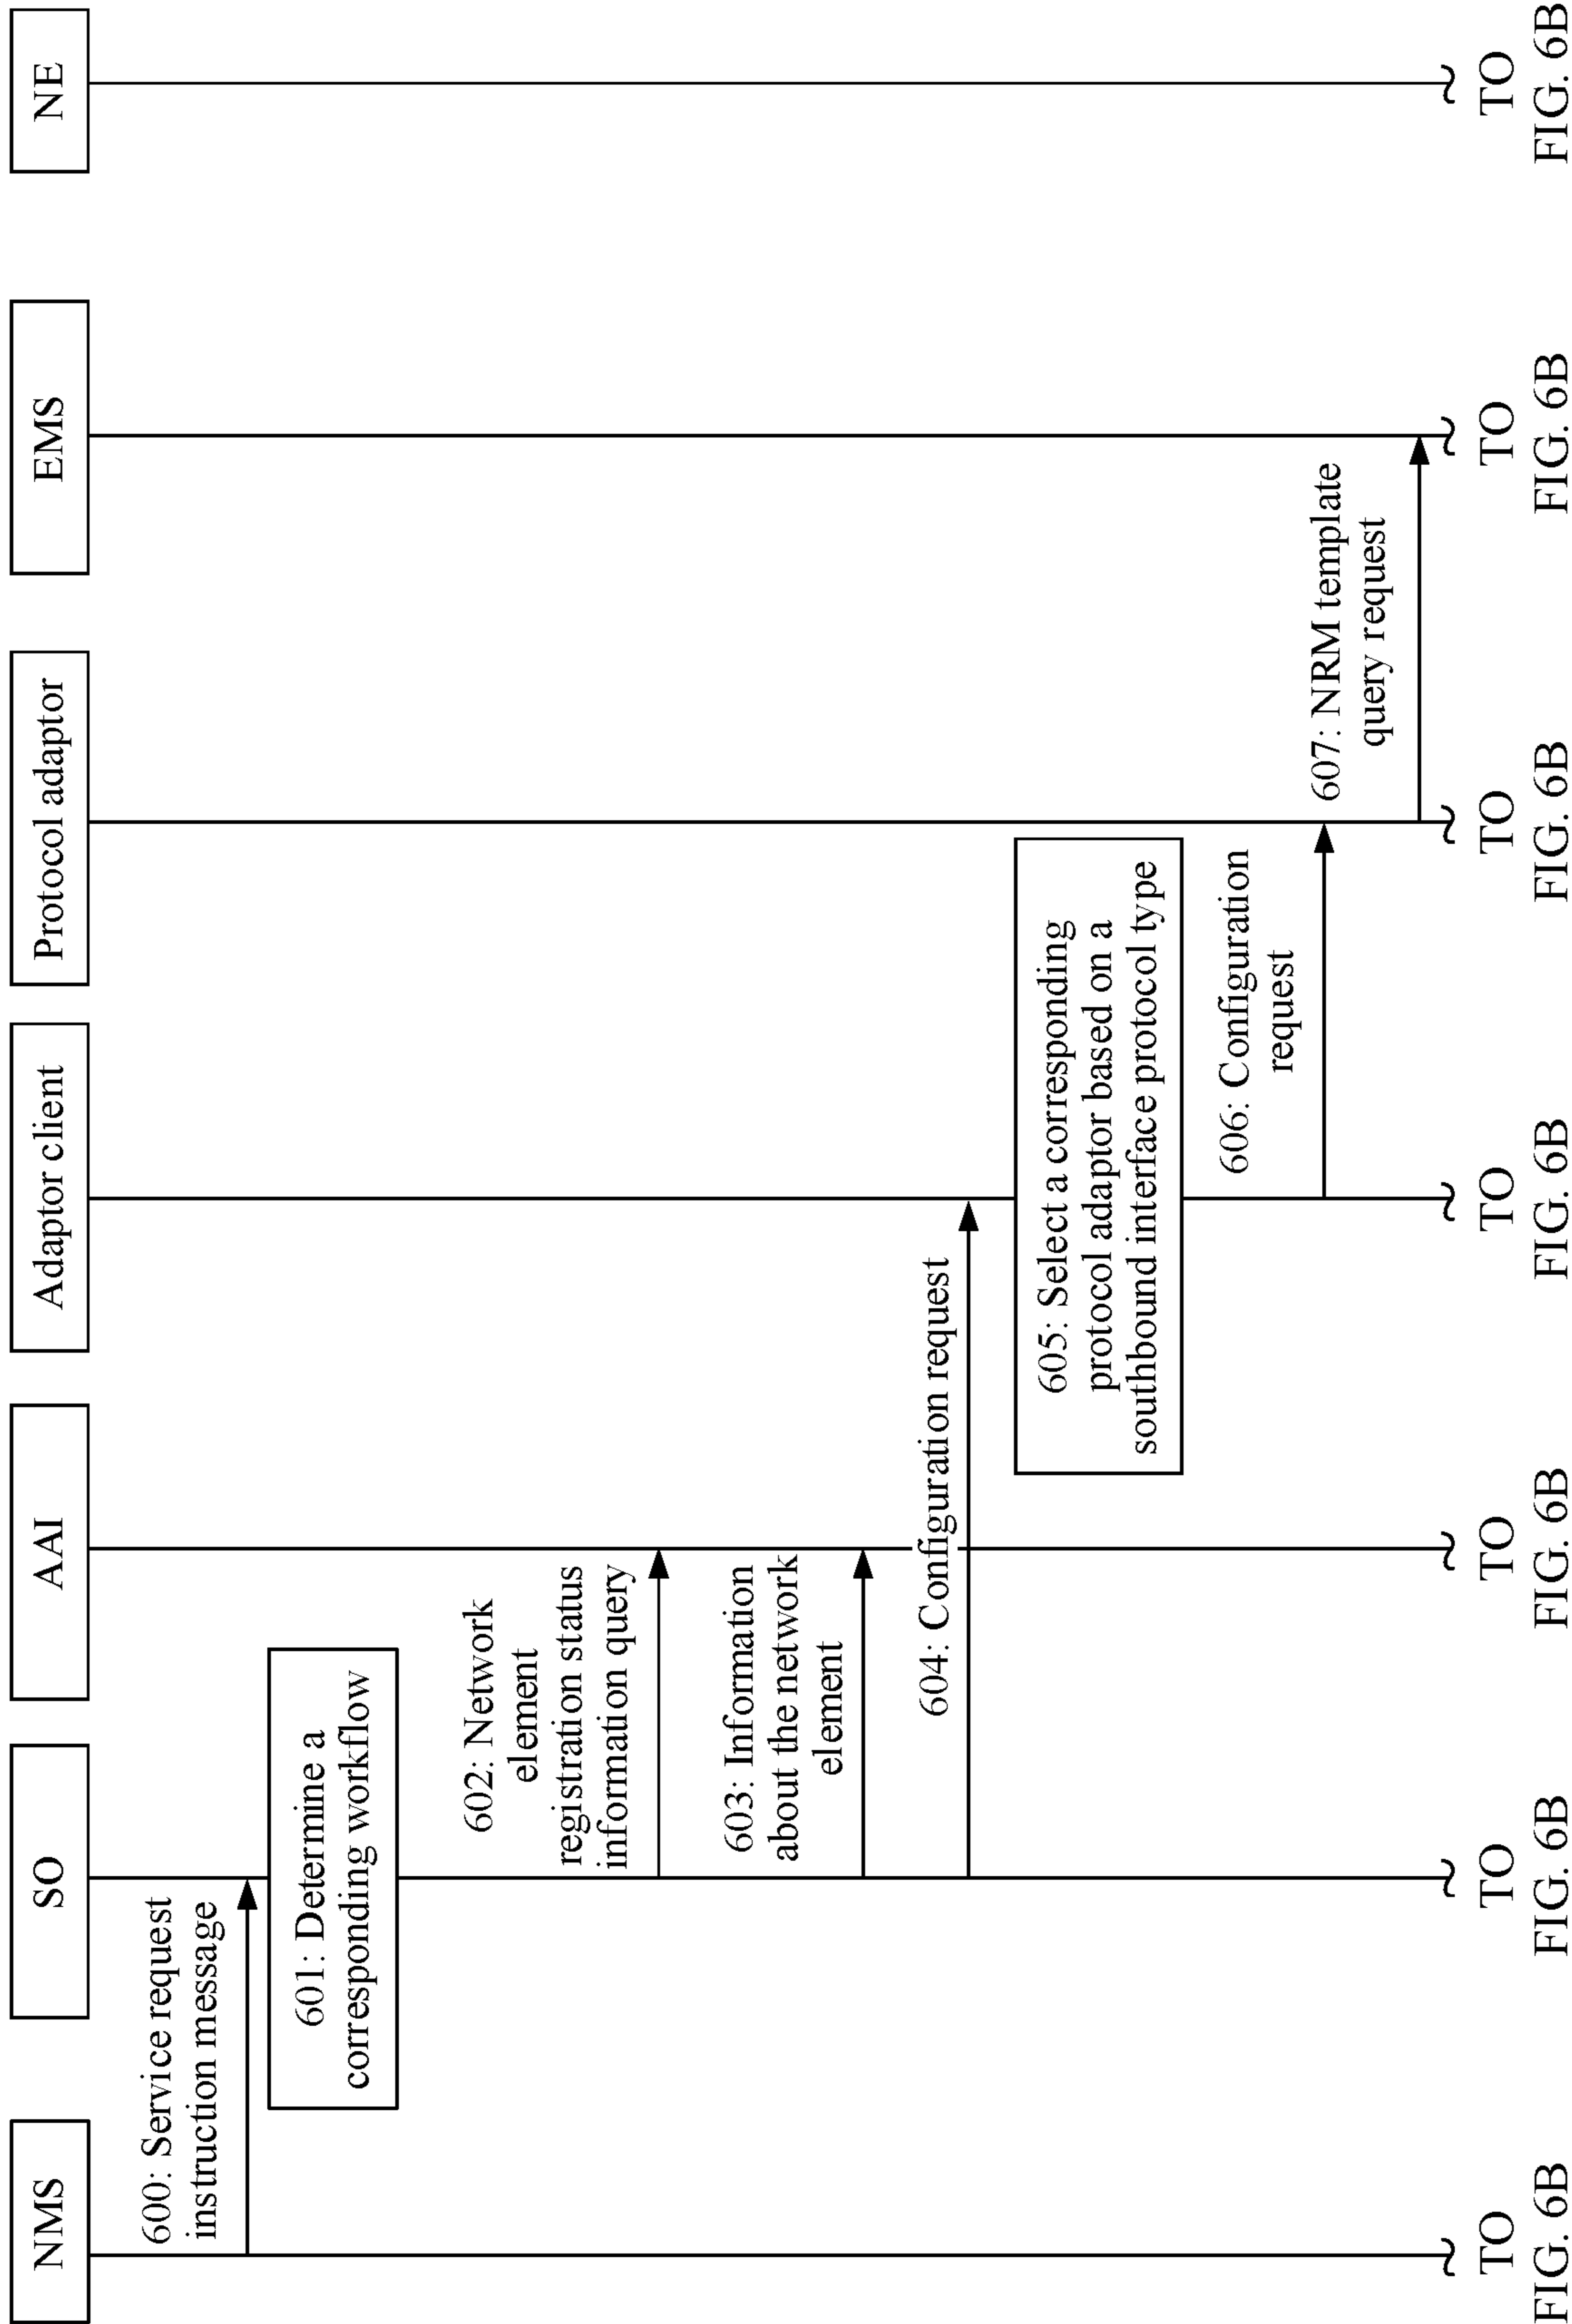 NMS
SO
AAI
Adaptor client
Protocol adaptor
EMS
NE
600: Service request
instruction message
601: Determine a
corresponding workflow
602: Network
element
registration status
information query
603: Information
about the network
element
604: Configuration request
605: Select a corresponding
protocol adaptor based on a
southbound interface protocol type
606: Configuration
request
607: NRM template
query request
TO
FIG. 6B
TO
FIG. 6B
TO
FIG. 6B
TO
FIG. 6B
TO
FIG. 6B
TO
FIG. 6B
TO
FIG. 6B